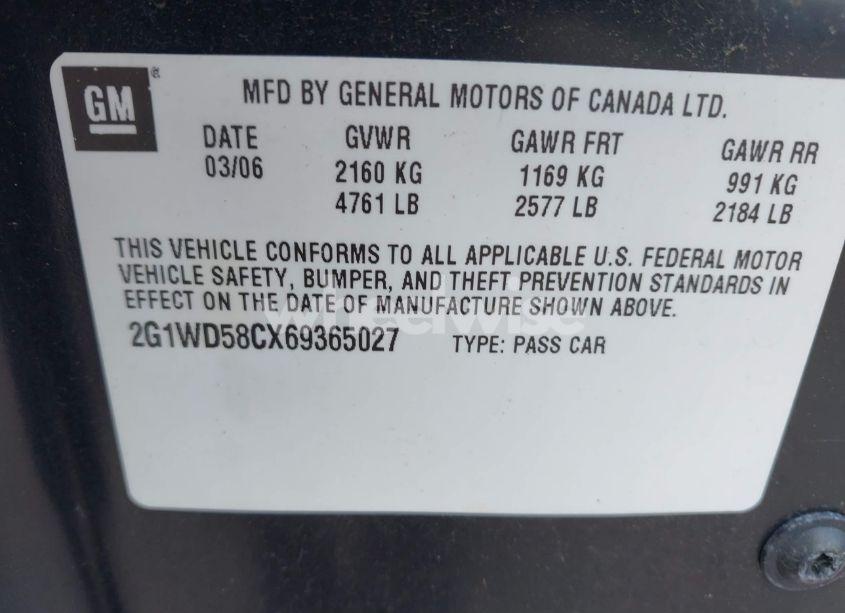 GM®
MFD BY GENERAL MOTORS OF CANADA LTD.
DATE GVWR GAWR FRT GAWR RR
03/06 2160 KG 1169 KG 991 KG
4761 LB 2577 LB 2184 LB
THIS VEHICLE CONFORMS TO ALL APPLICABLE U.S. FEDERAL MOTOR
VEHICLE SAFETY, BUMPER, AND THEFT PREVENTION STANDARDS IN
EFFECT ON THE DATE OF MANUFACTURE SHOWN ABOVE.
wheelwise
2G1WD58CX69365027 TYPE: PASS CAR